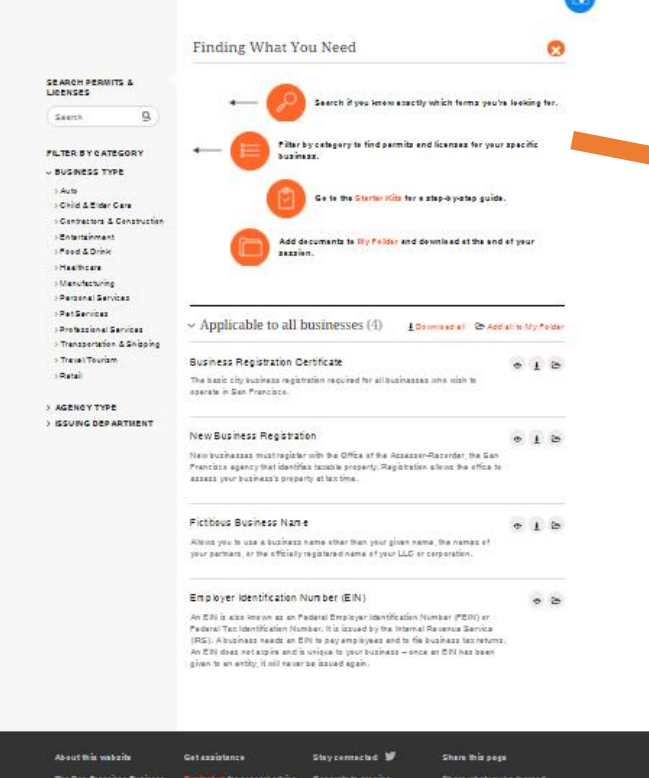 Finding What You Need
SEARCH PERMITS &
LICENSES
Search
FILTER BY CATEGORY
BUSINESS TYPE
Auto
Child & Elder Care
Contractors & Construction
Entertainment
Food & Drink
Healthcare
Manufacturing
Personal Services
Pet Services
Professional Services
Transportation & Shipping
Travel/Tourism
Retail
AGENCY TYPE
ISSUING DEPARTMENT
Search if you know exactly which forms you're looking for.
Filter by category to find permits and licenses for your specific
business.
Go to the Starter Kits for a step-by-step guide.
Add documents to My Folder and download at the end of your
session.
Applicable to all businesses (4)
Download all
Add all to My Folder
Business Registration Certificate
The basic city business registration required for all businesses who wish to
operate in San Francisco.
New Business Registration
New businesses must register with the Office of the Assessor-Recorder, the San
Francisco agency that identifies taxable property. Registration allows the office to
assess your business's property at tax time.
Fictitious Business Name
Allows you to use a business name other than your given name, the names of
your partners, or the officially registered name of your LLC or corporation.
Employer Identification Number (EIN)
An EIN is also known as an Federal Employer Identification Number (FEIN) or
Federal Tax Identification Number. It is issued by the Internal Revenue Service
(IRS). A business needs an EIN to pay employees and to file business tax returns.
An EIN does not expire and is unique to your business – once an EIN has been
given to an entity, it will never be issued again.
About this website
Get assistance
Stay connected
Share this page